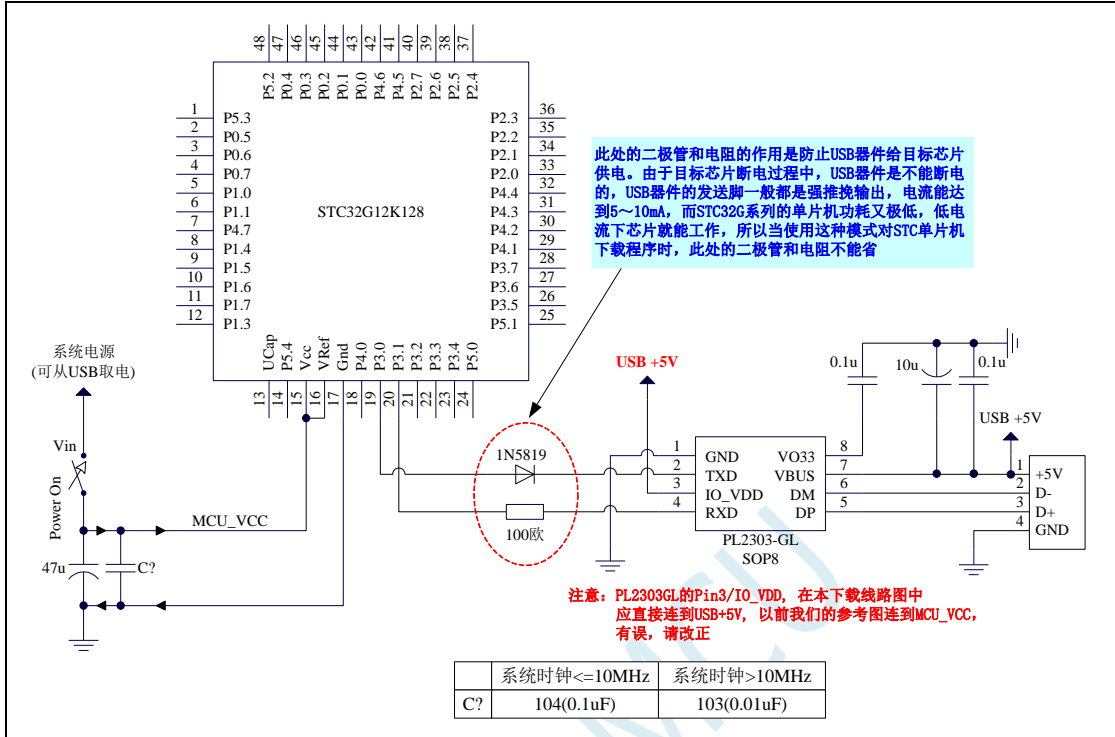 48
47
46
45
44
43
42
41
40
39
38
37
P5.2
P0.4
P0.3
P0.2
P0.1
P0.0
P4.6
P4.5
P2.7
P2.6
P2.5
P2.4
1 P5.3
2 P0.5
3 P0.6
4 P0.7
5 P1.0
6 P1.1
7 P4.7
8 P1.4
9 P1.5
10 P1.6
11 P1.7
12 P1.3
STC32G12K128
P2.3 36
P2.2 35
P2.1 34
P2.0 33
P4.4 32
P4.3 31
P4.2 30
P4.1 29
P3.7 28
P3.6 27
P3.5 26
P5.1 25
UCap
P5.4
Vcc
VRef
Gnd
P4.0
P3.0
P3.1
P3.2
P3.3
P3.4
P5.0
13
14
15
16
17
18
19
20
21
22
23
24
此处的二极管和电阻的作用是防止USB器件给目标芯片
供电。由于目标芯片断电过程中，USB器件是不能断电
的，USB器件的发送脚一般都是强推挽输出，电流能达
到5～10mA，而STC32G系列的单片机功耗又极低，低电
流下芯片就能工作，所以当使用这种模式对STC单片机
下载程序时，此处的二极管和电阻不能省
系统电源
(可从USB取电)
Vin
Power On
MCU_VCC
47u
C?
1N5819
100欧
USB +5V
0.1u
10u
0.1u
USB +5V
1 GND
2 TXD
3 IO_VDD
4 RXD
VO33 8
VBUS 7
DM 6
DP 5
PL2303-GL
SOP8
1 +5V
2 D-
3 D+
4 GND
注意：PL2303GL的Pin3/IO_VDD, 在本下载线路图中
应直接连到USB+5V, 以前我们的参考图连到MCU_VCC,
有误，请改正
系统时钟<=10MHz 系统时钟>10MHz
C? 104(0.1uF) 103(0.01uF)
MCU